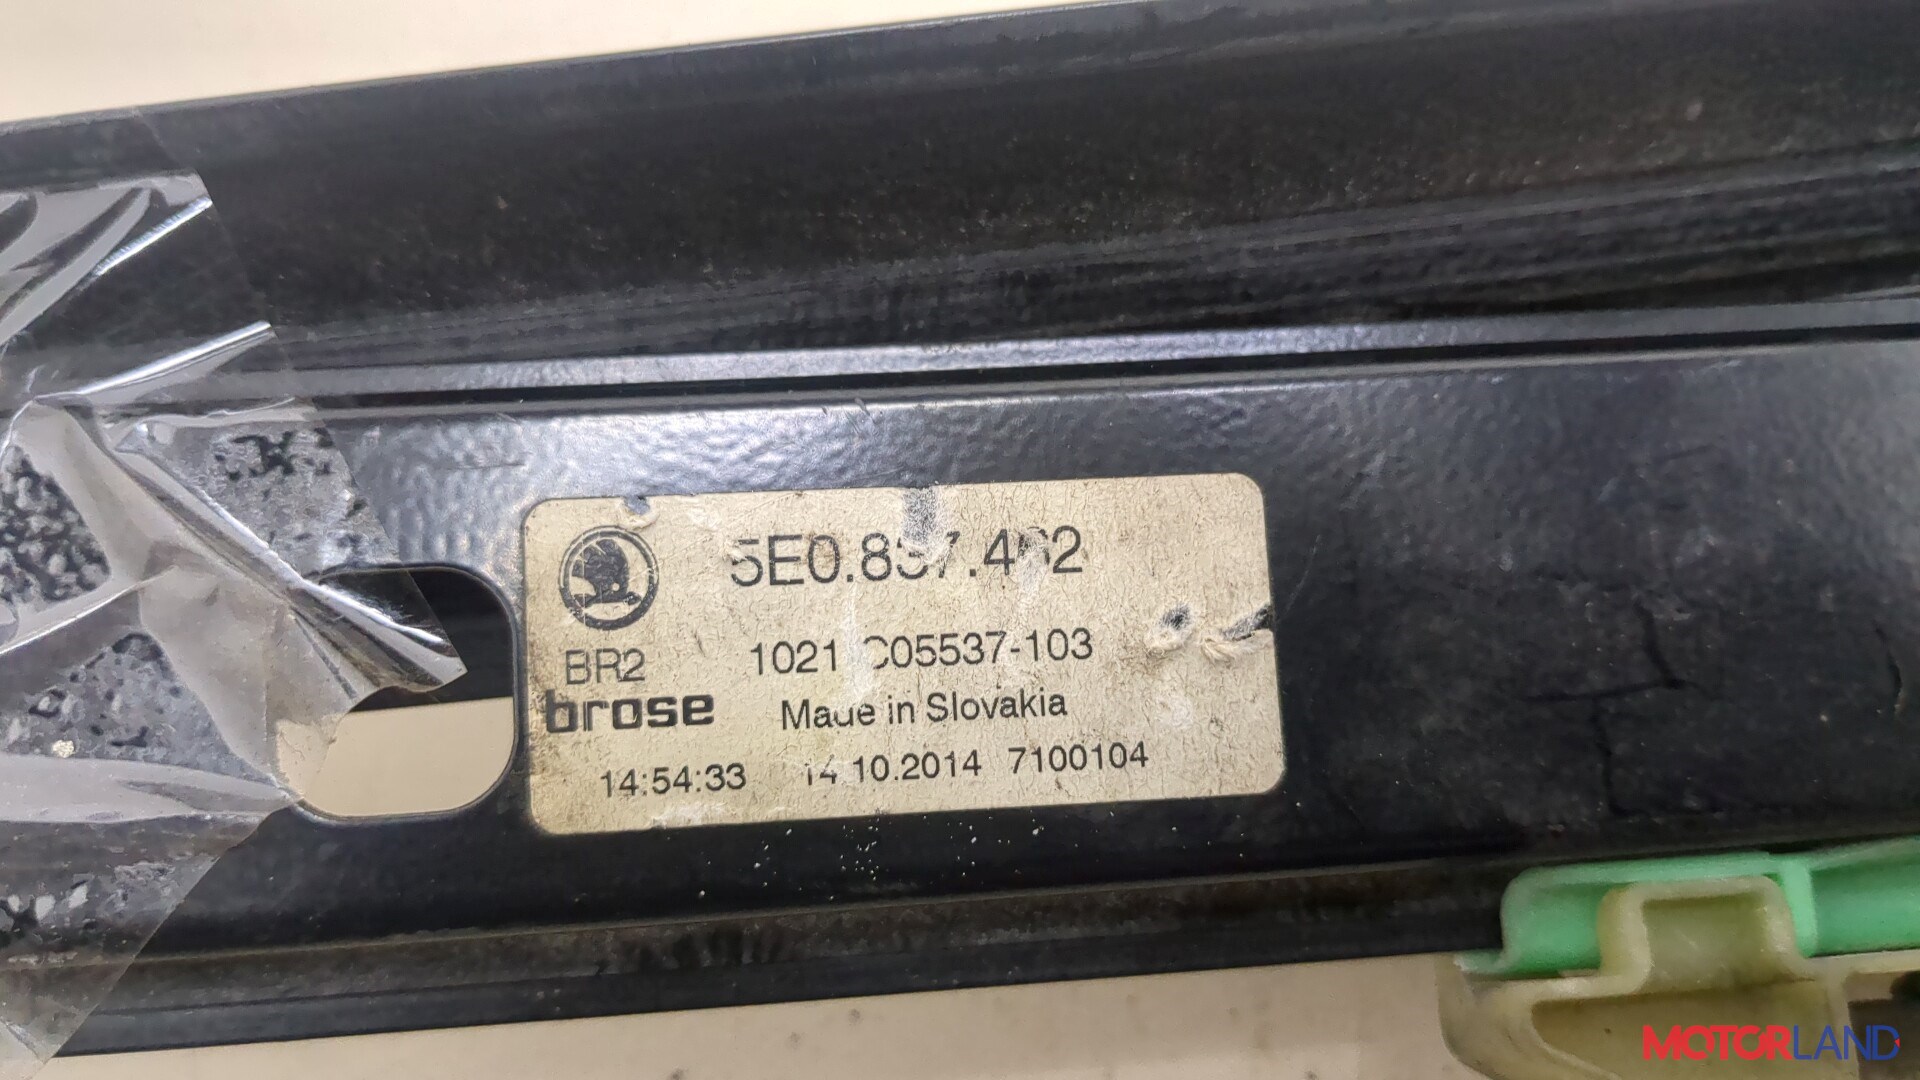 5E0.837.462
BR2
1021 C05537-103
brose
Made in Slovakia
14:54:33 14.10.2014 7100104
MOTORLAND